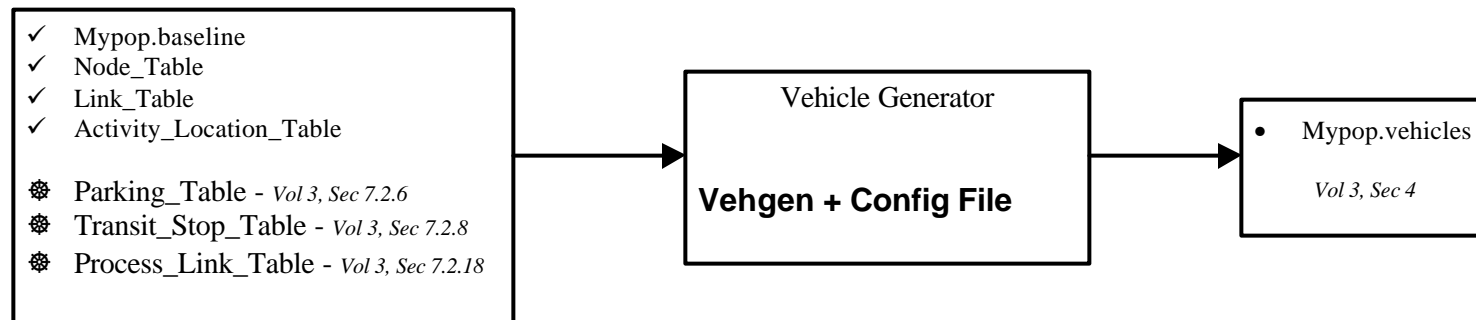 ✓ Mypop.baseline
✓ Node_Table
✓ Link_Table
✓ Activity_Location_Table
☸ Parking_Table - Vol 3, Sec 7.2.6
☸ Transit_Stop_Table - Vol 3, Sec 7.2.8
☸ Process_Link_Table - Vol 3, Sec 7.2.18
Vehicle Generator
Vehgen + Config File
• Mypop.vehicles
Vol 3, Sec 4